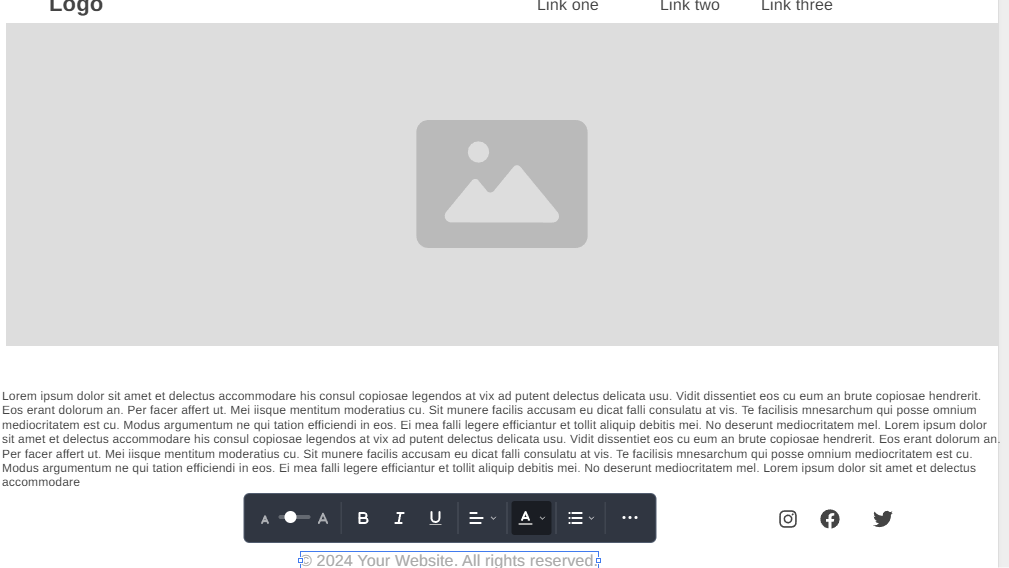 Logo
Link one Link two Link three
Lorem ipsum dolor sit amet et delectus accommodare his consul copiosae legendos at vix ad putent delectus delicata usu. Vidit dissentiet eos cu eum an brute copiosae hendrerit.
Eos erant dolorum an. Per facer affert ut. Mei iisque mentitum moderatius cu. Sit munere facilis accusam eu dicat falli consulatu at vis. Te facilisis mnesarchum qui posse omnium
mediocritatem est cu. Modus argumentum ne qui tation efficiendi in eos. Ei mea falli legere efficiantur et tollit aliquip debitis mei. No deserunt mediocritatem mel. Lorem ipsum dolor
sit amet et delectus accommodare his consul copiosae legendos at vix ad putent delectus delicata usu. Vidit dissentiet eos cu eum an brute copiosae hendrerit. Eos erant dolorum an.
Per facer affert ut. Mei iisque mentitum moderatius cu. Sit munere facilis accusam eu dicat falli consulatu at vis. Te facilisis mnesarchum qui posse omnium mediocritatem est cu.
Modus argumentum ne qui tation efficiendi in eos. Ei mea falli legere efficiantur et tollit aliquip debitis mei. No deserunt mediocritatem mel. Lorem ipsum dolor sit amet et delectus
accommodare
A A B I U A
© 2024 Your Website. All rights reserved.